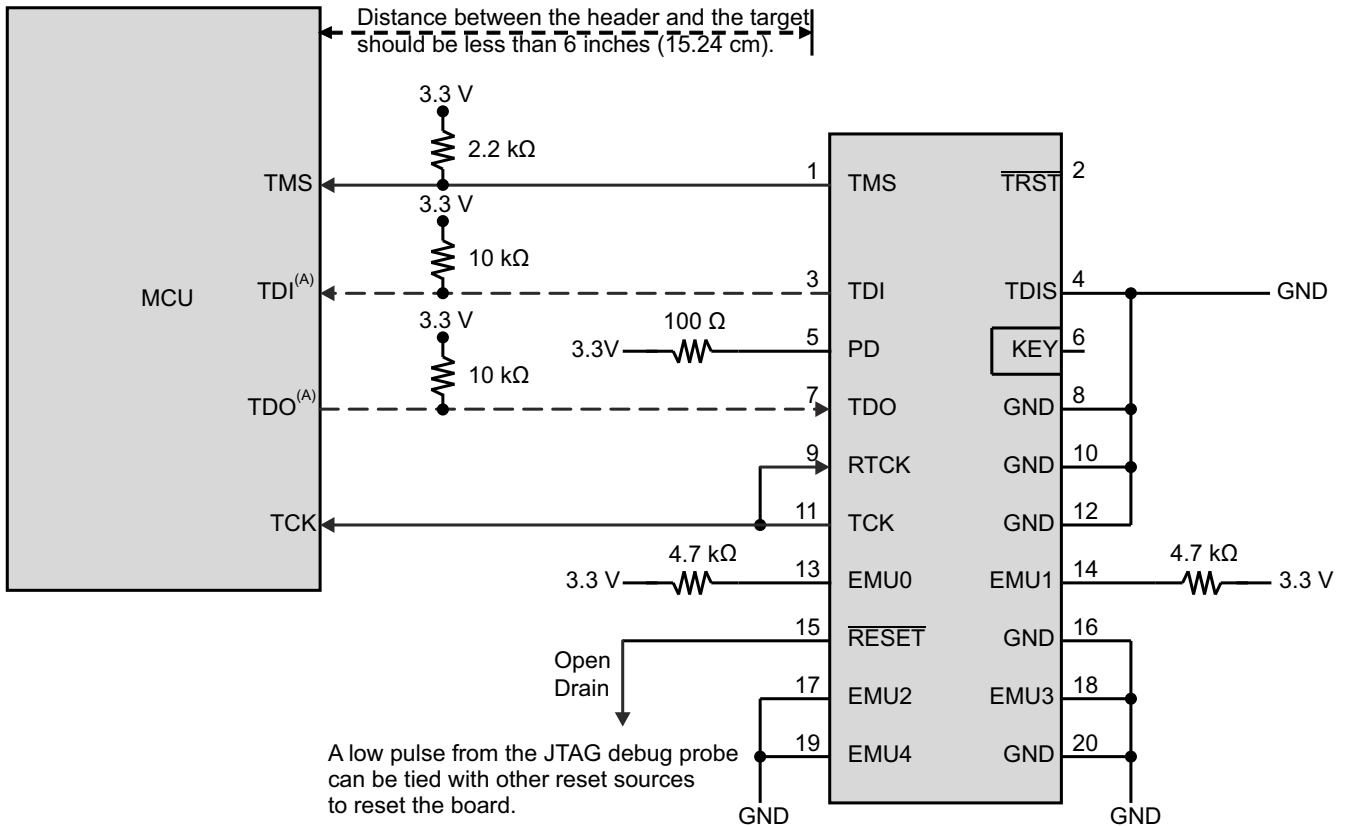 Distance between the header and the target
should be less than 6 inches (15.24 cm).
3.3 V
2.2 kΩ
TMS
1
TMS
TRST
2
3.3 V
10 kΩ
MCU
TDI(A)
3
TDI
TDIS
4
GND
3.3 V
100 Ω
3.3V
5
PD
KEY
6
10 kΩ
TDO(A)
7
TDO
GND
8
9
RTCK
GND
10
TCK
11
TCK
GND
12
4.7 kΩ
3.3 V
13
EMU0
EMU1
14
4.7 kΩ
3.3 V
15
RESET
GND
16
Open
Drain
17
EMU2
EMU3
18
A low pulse from the JTAG debug probe
can be tied with other reset sources
to reset the board.
19
EMU4
GND
20
GND
GND